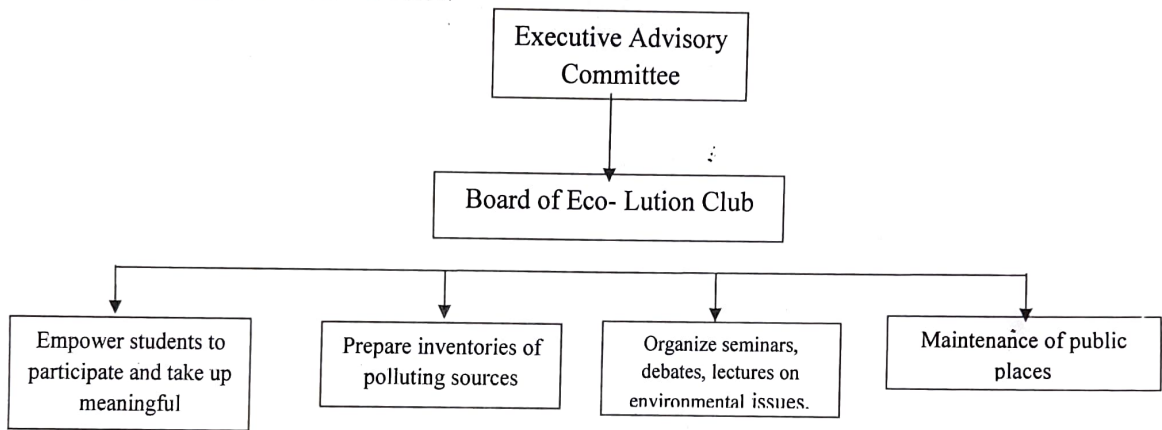 Executive Advisory
Committee
Board of Eco- Lution Club
Empower students to
participate and take up
meaningful
Prepare inventories of
polluting sources
Organize seminars,
debates, lectures on
environmental issues.
Maintenance of public
places